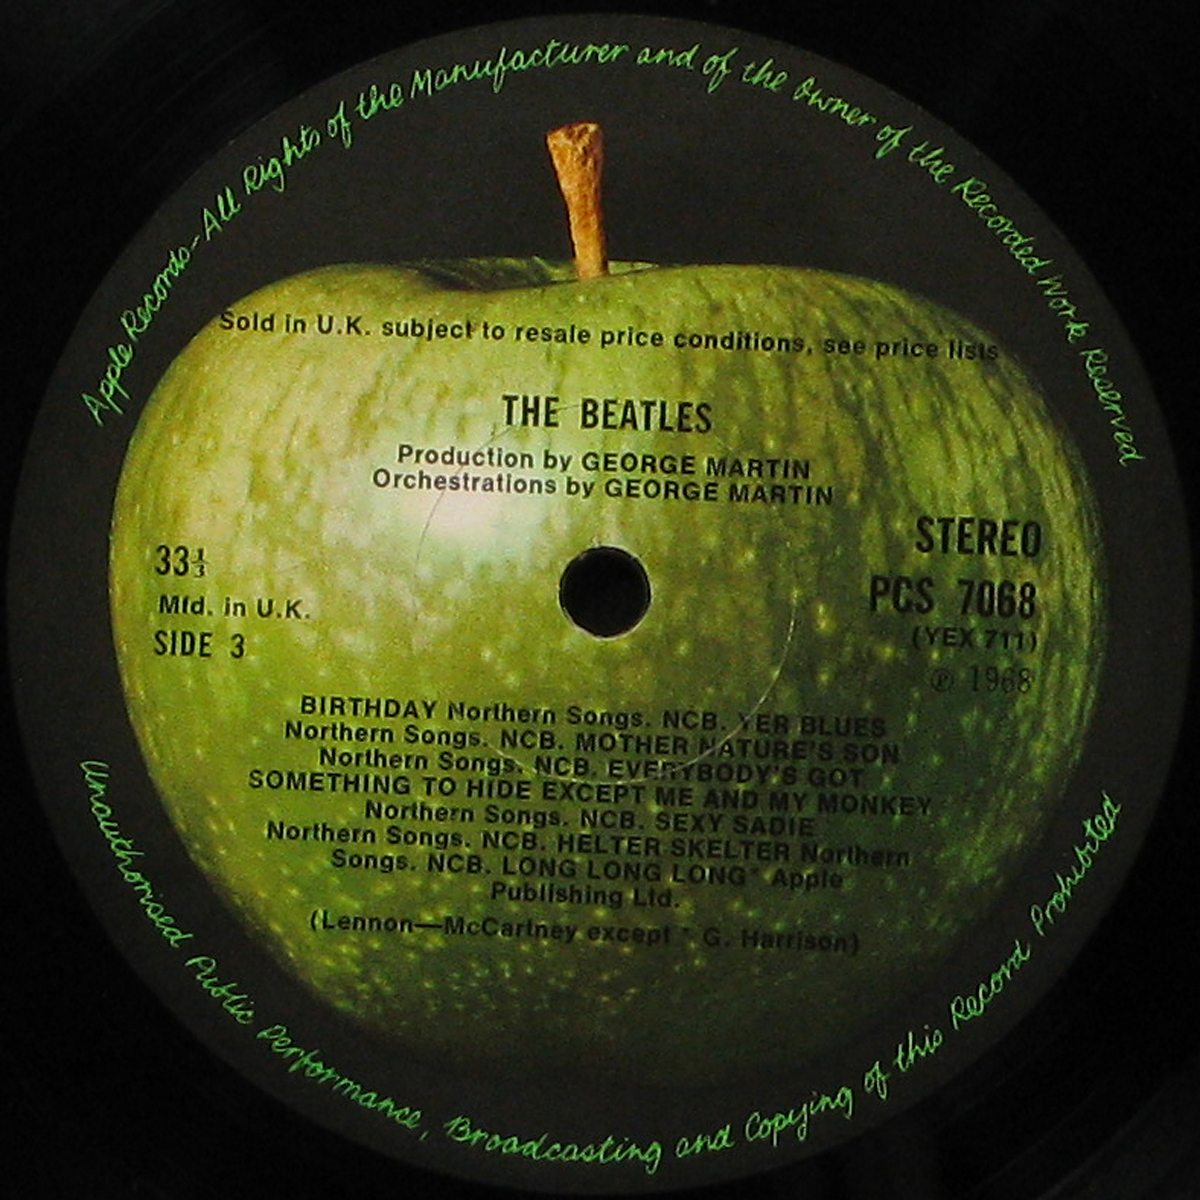 Apple Records-All Rights of the Manufacturer and of the Owner of the Recorded Work Reserved
Sold in U.K. subject to resale price conditions, see price lists
THE BEATLES
Production by GEORGE MARTIN
Orchestrations by GEORGE MARTIN
STEREO
33⅓
PCS 7068
Mfd. in U.K.
(YEX 711)
SIDE 3
℗ 1968
BIRTHDAY Northern Songs. NCB. YER BLUES
Northern Songs. NCB. MOTHER NATURE'S SON
Northern Songs. NCB. EVERYBODY'S GOT
SOMETHING TO HIDE EXCEPT ME AND MY MONKEY
Northern Songs. NCB. SEXY SADIE
Northern Songs. NCB. HELTER SKELTER Northern
Songs. NCB. LONG LONG LONG* Apple
Publishing Ltd.
(Lennon—McCartney except * G. Harrison)
Unauthorised Public Performance, Broadcasting and Copying of this Record Prohibited